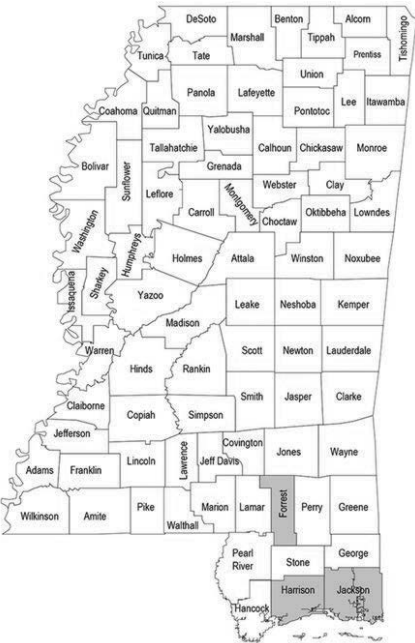 DeSoto
Benton
Alcorn
Marshall
Tippah
Tishomingo
Tunica
Tate
Prentiss
Union
Panola
Lafeyette
Lee
Itawamba
Coahoma
Quitman
Pontotoc
Yalobusha
Tallahatchie
Calhoun
Chickasaw
Monroe
Bolivar
Sunflower
Grenada
Leflore
Webster
Clay
Carroll
Montgomery
Choctaw
Oktibbeha
Lowndes
Washington
Humphreys
Holmes
Attala
Winston
Noxubee
Issaquena
Sharkey
Yazoo
Leake
Neshoba
Kemper
Madison
Warren
Hinds
Rankin
Scott
Newton
Lauderdale
Claiborne
Copiah
Simpson
Smith
Jasper
Clarke
Jefferson
Covington
Adams
Franklin
Lincoln
Lawrence
Jeff Davis
Jones
Wayne
Wilkinson
Amite
Pike
Walthall
Marion
Lamar
Forrest
Perry
Greene
Pearl
River
Stone
George
Hancock
Harrison
Jackson